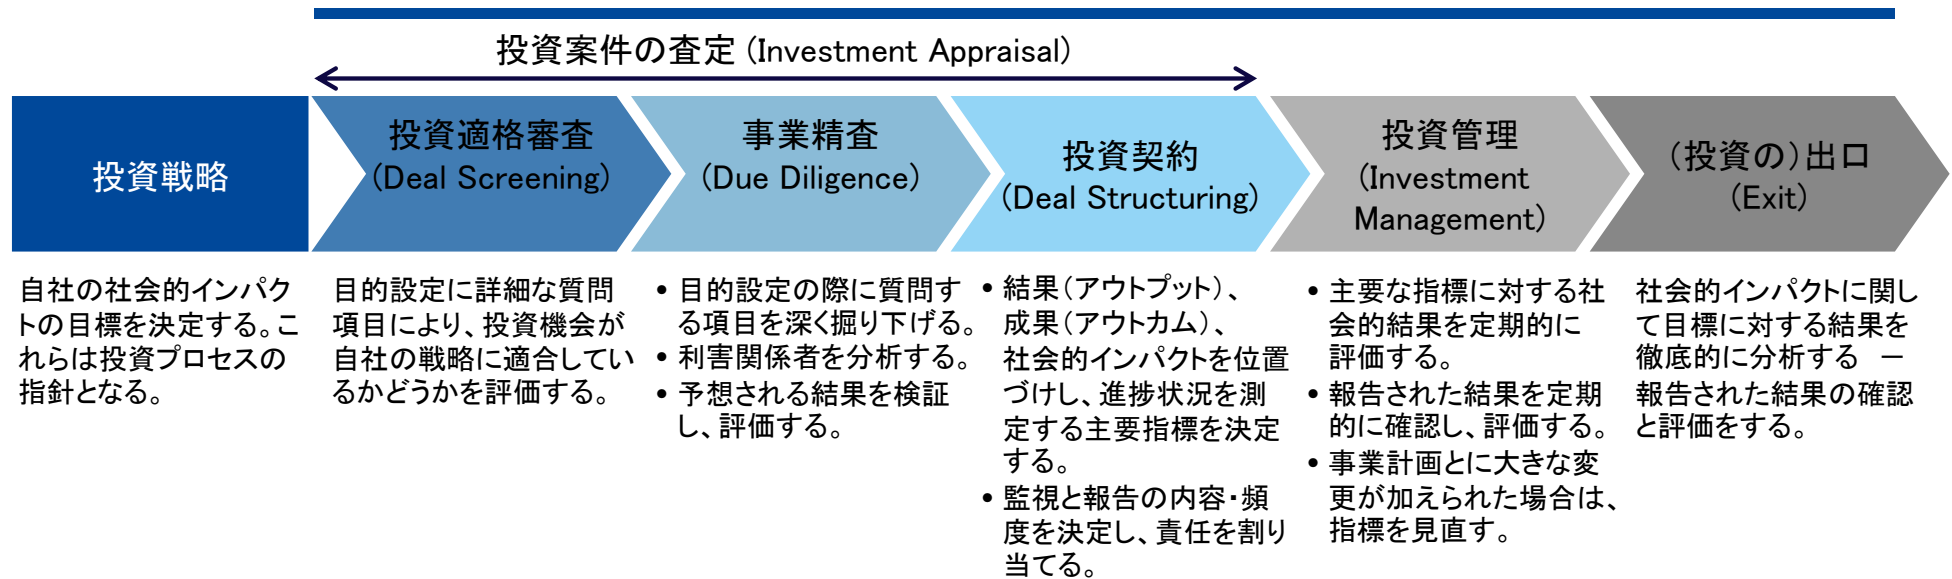 投資案件の査定 (Investment Appraisal)
投資戦略
投資適格審査
(Deal Screening)
事業精査
(Due Diligence)
投資契約
(Deal Structuring)
投資管理
(Investment
Management)
(投資の)出口
(Exit)
自社の社会的インパク
トの目標を決定する。こ
れらは投資プロセスの
指針となる。
目的設定に詳細な質問
項目により、投資機会が
自社の戦略に適合してい
るかどうかを評価する。
• 目的設定の際に質問す
る項目を深く掘り下げる。
• 利害関係者を分析する。
• 予想される結果を検証
し、評価する。
• 結果(アウトプット)、
成果(アウトカム)、
社会的インパクトを位置
づけし、進捗状況を測
定する主要指標を決定
する。
• 監視と報告の内容・頻
度を決定し、責任を割り
当てる。
• 主要な指標に対する社
会的結果を定期的に
評価する。
• 報告された結果を定期
的に確認し、評価する。
• 事業計画とに大きな変
更が加えられた場合は、
指標を見直す。
社会的インパクトに関し
て目標に対する結果を
徹底的に分析する ー
報告された結果の確認
と評価をする。